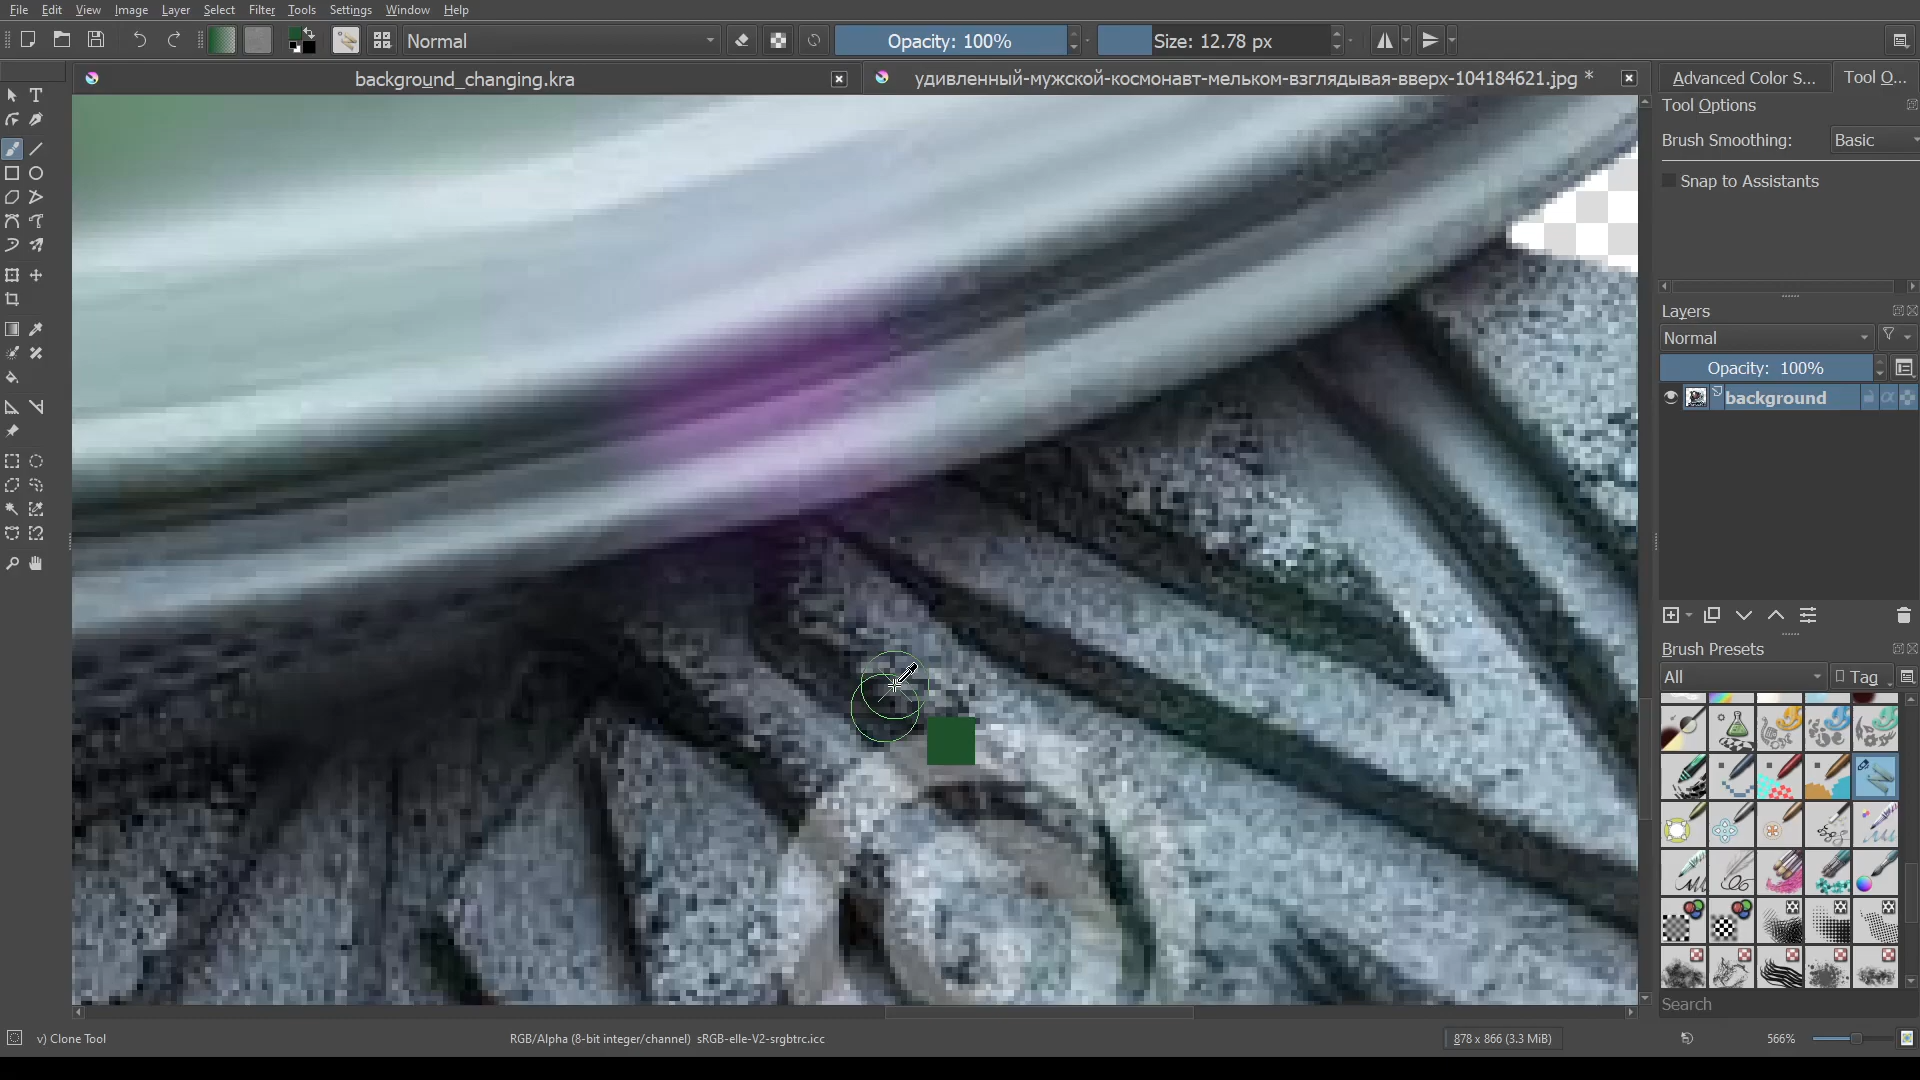 File Edit View Image Layer Select Filter Tools Settings Window Help
Normal Opacity: 100% Size: 12.78 px
background_changing.kra удивленный-мужской-космонавт-мельком-взглядывая-вверх-104184621.jpg * Advanced Color S... Tool O...
Tool Options
Brush Smoothing: Basic
Snap to Assistants
Layers
Normal
Opacity: 100%
background
Brush Presets
All Tag
Search
v) Clone Tool RGB/Alpha (8-bit integer/channel) sRGB-elle-V2-srgbtrc.icc 878 x 866 (3.3 MiB) 566%